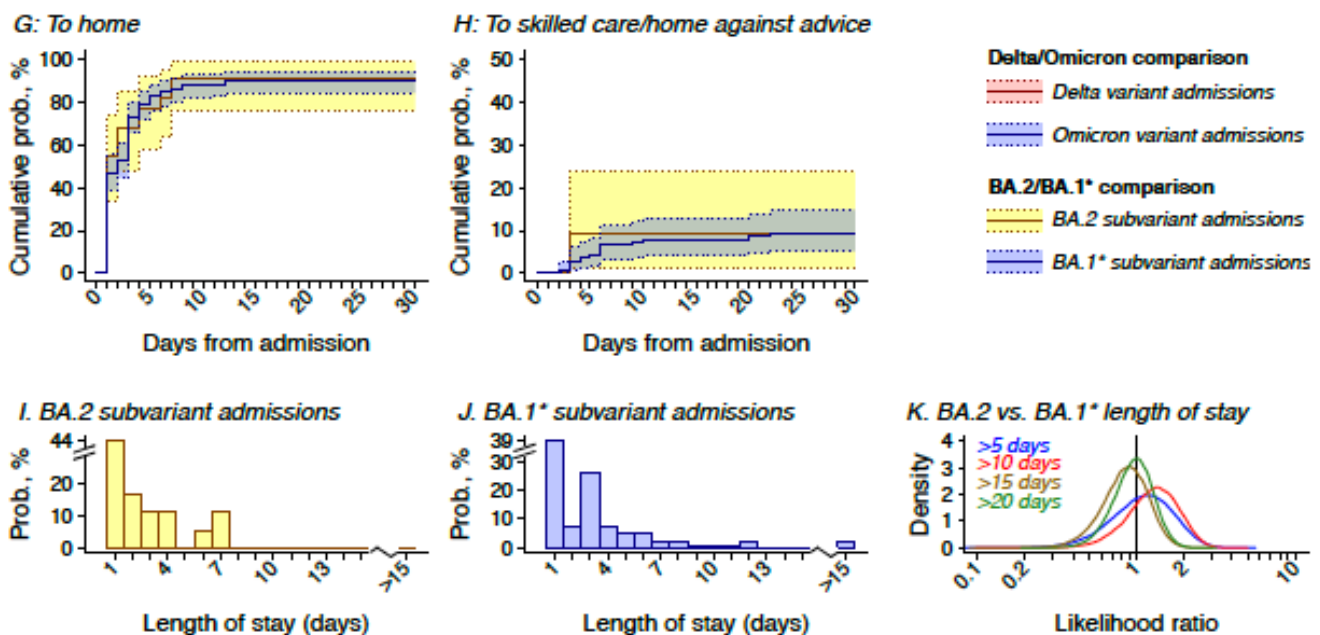 G: To home
H: To skilled care/home against advice
Cumulative prob., %
100
80
60
40
20
0
0
5
10
15
20
25
30
Days from admission
Cumulative prob., %
50
40
30
20
10
0
0
5
10
15
20
25
30
Days from admission
Delta/Omicron comparison
Delta variant admissions
Omicron variant admissions
BA.2/BA.1* comparison
BA.2 subvariant admissions
BA.1* subvariant admissions
I. BA.2 subvariant admissions
Prob., %
44
20
10
0
1
4
7
10
13
>15
Length of stay (days)
J. BA.1* subvariant admissions
Prob., %
39
30
20
10
0
1
4
7
10
13
>15
Length of stay (days)
K. BA.2 vs. BA.1* length of stay
Density
4
3
2
1
0
>5 days
>10 days
>15 days
>20 days
0.1
0.2
1
2
10
Likelihood ratio